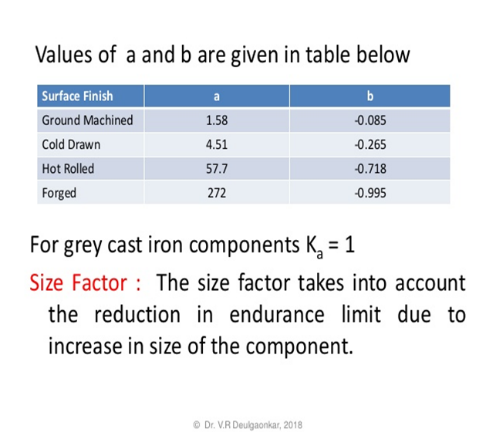 Values of a and b are given in table below
Surface Finish a b
Ground Machined 1.58 -0.085
Cold Drawn 4.51 -0.265
Hot Rolled 57.7 -0.718
Forged 272 -0.995
For grey cast iron components Kₐ = 1
Size Factor : The size factor takes into account
the reduction in endurance limit due to
increase in size of the component.
© Dr. V.R Deulgaonkar, 2018